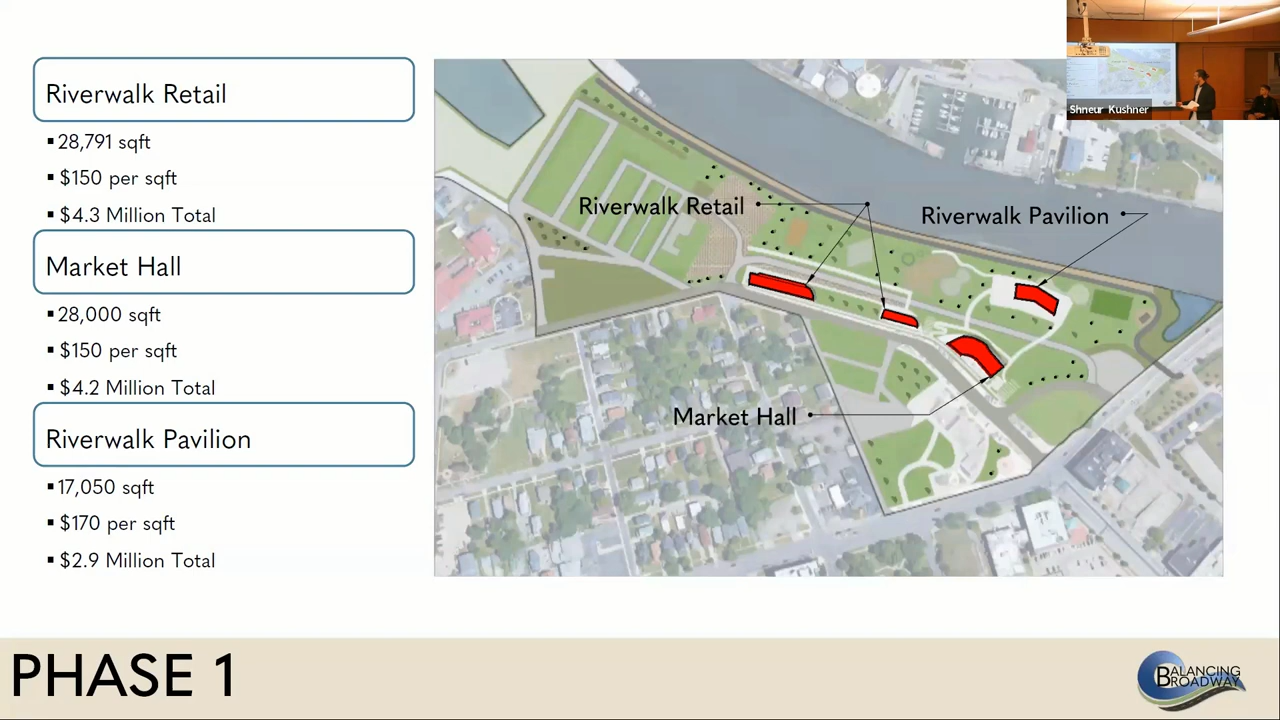 Riverwalk Retail
▪28,791 sqft
▪$150 per sqft
▪$4.3 Million Total
Market Hall
▪28,000 sqft
▪$150 per sqft
▪$4.2 Million Total
Riverwalk Pavilion
▪17,050 sqft
▪$170 per sqft
▪$2.9 Million Total
Riverwalk Retail
Riverwalk Pavilion
Market Hall
Shneur Kushner
PHASE 1
BALANCING
BROADWAY